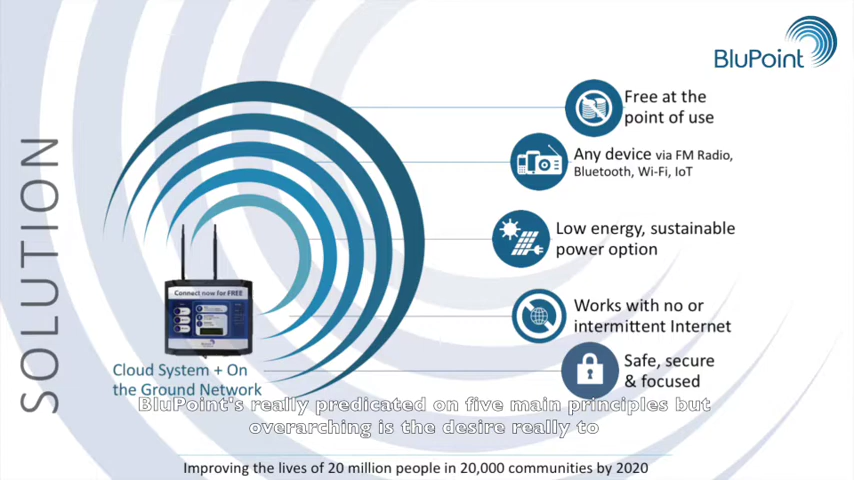 BluPoint
SOLUTION
Free at the
point of use
Any device via FM Radio,
Bluetooth, Wi-Fi, IoT
Low energy, sustainable
power option
Works with no or
intermittent Internet
Safe, secure
& focused
Connect now for FREE
Cloud System + On
the Ground Network
BluPoint's really predicated on five main principles but
overarching is the desire really to
Improving the lives of 20 million people in 20,000 communities by 2020